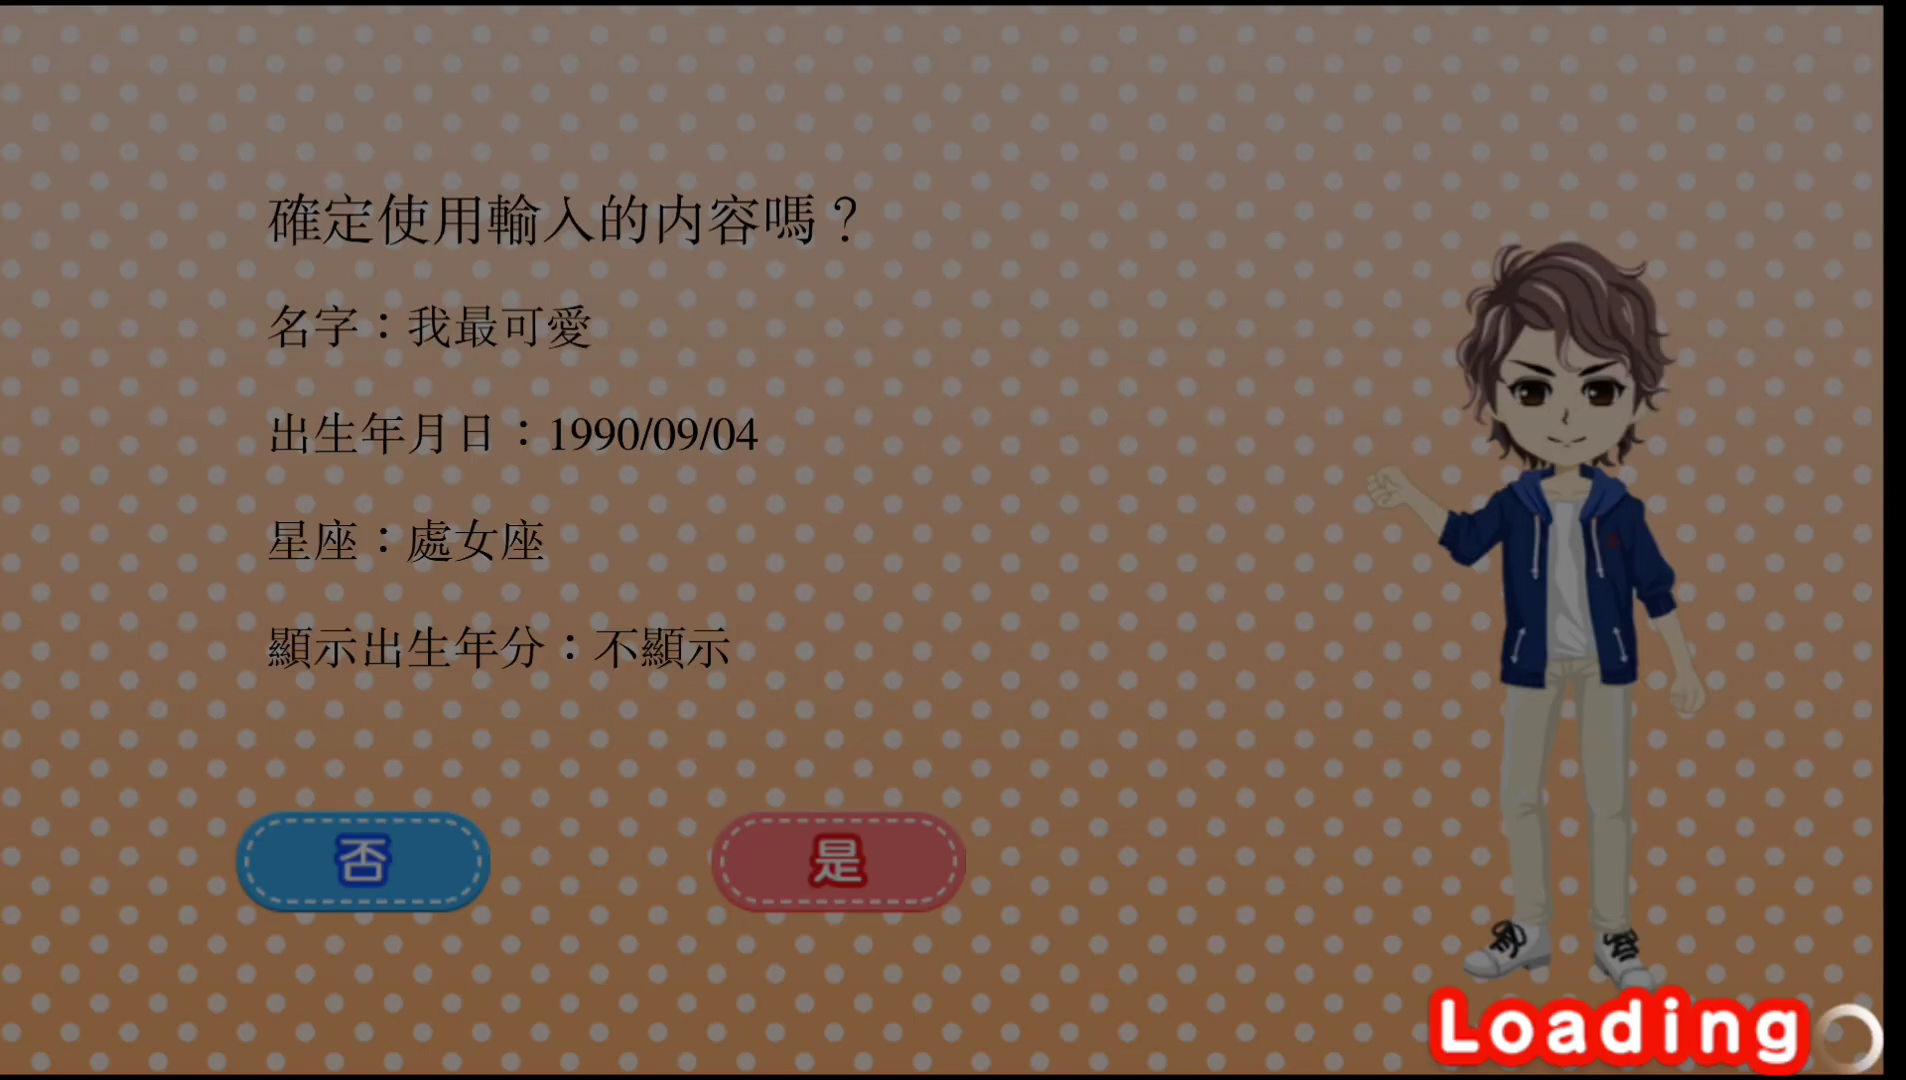 確定使用輸入的内容嗎？
名字：我最可愛
出生年月日：1990/09/04
星座：處女座
顯示出生年分：不顯示
否
是
Loading